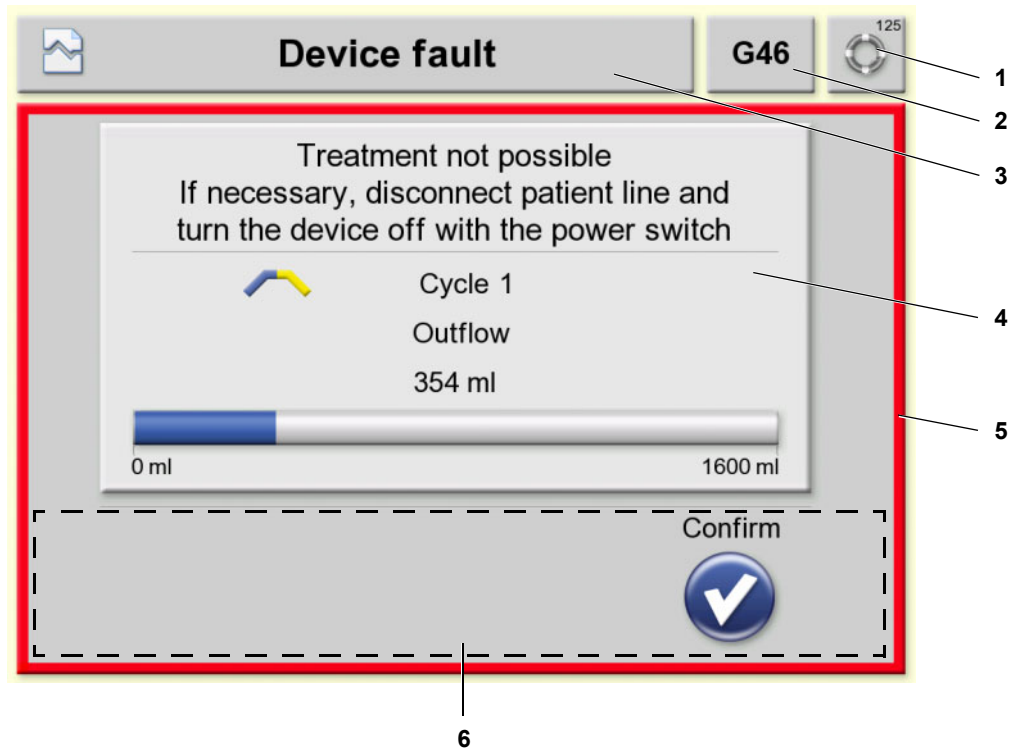 Device fault
G46
125
1
2
3
Treatment not possible
If necessary, disconnect patient line and
turn the device off with the power switch
Cycle 1
4
Outflow
354 ml
5
0 ml
1600 ml
Confirm
6